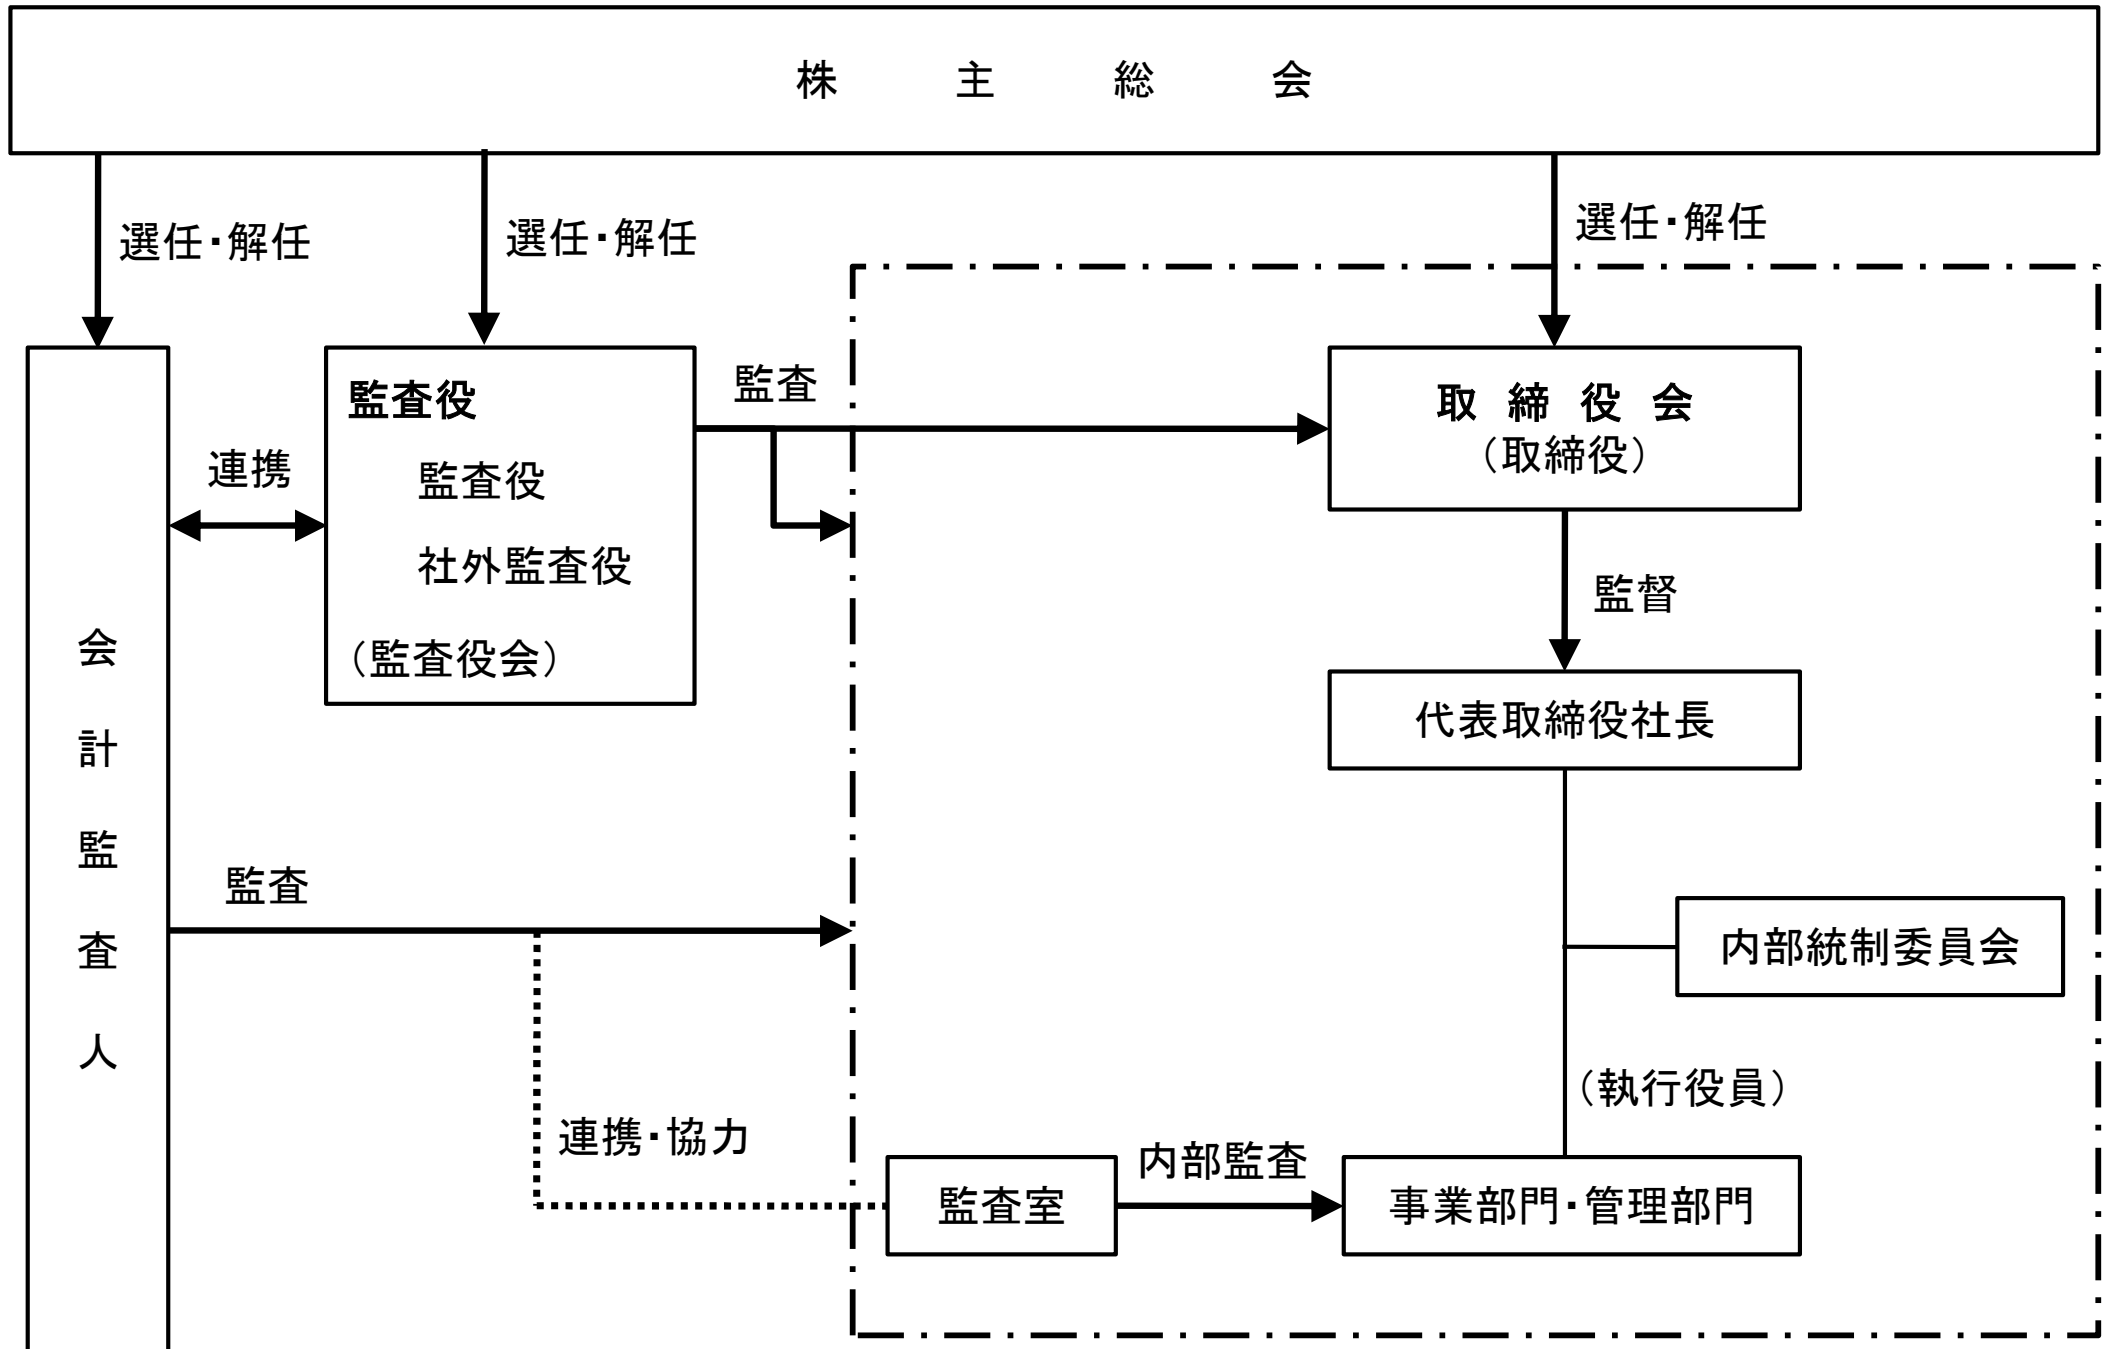 株主総会
選任・解任
選任・解任
選任・解任
監査役
監査役
社外監査役
(監査役会)
監査
取締役会
(取締役)
連携
監督
会計監査人
代表取締役社長
監査
内部統制委員会
(執行役員)
連携・協力
監査室
内部監査
事業部門・管理部門